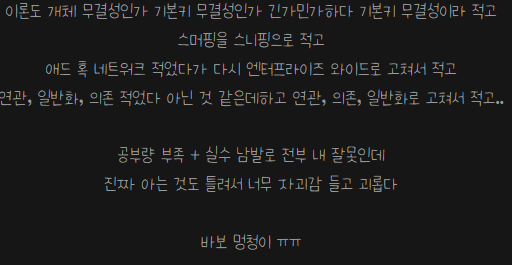 이론도 개체 무결성인가 기본키 무결성인가 긴가민가하다 기본키 무결성이라 적고
스머핑을 스니핑으로 적고
애드 혹 네트워크 적었다가 다시 엔터프라이즈 와이드로 고쳐서 적고
연관, 일반화, 의존 적었다 아닌 것 같은데하고 연관, 의존, 일반화로 고쳐서 적고..
공부량 부족 + 실수 남발로 전부 내 잘못인데
진짜 아는 것도 틀려서 너무 자괴감 들고 괴롭다
바보 멍청이 ㅠㅠ